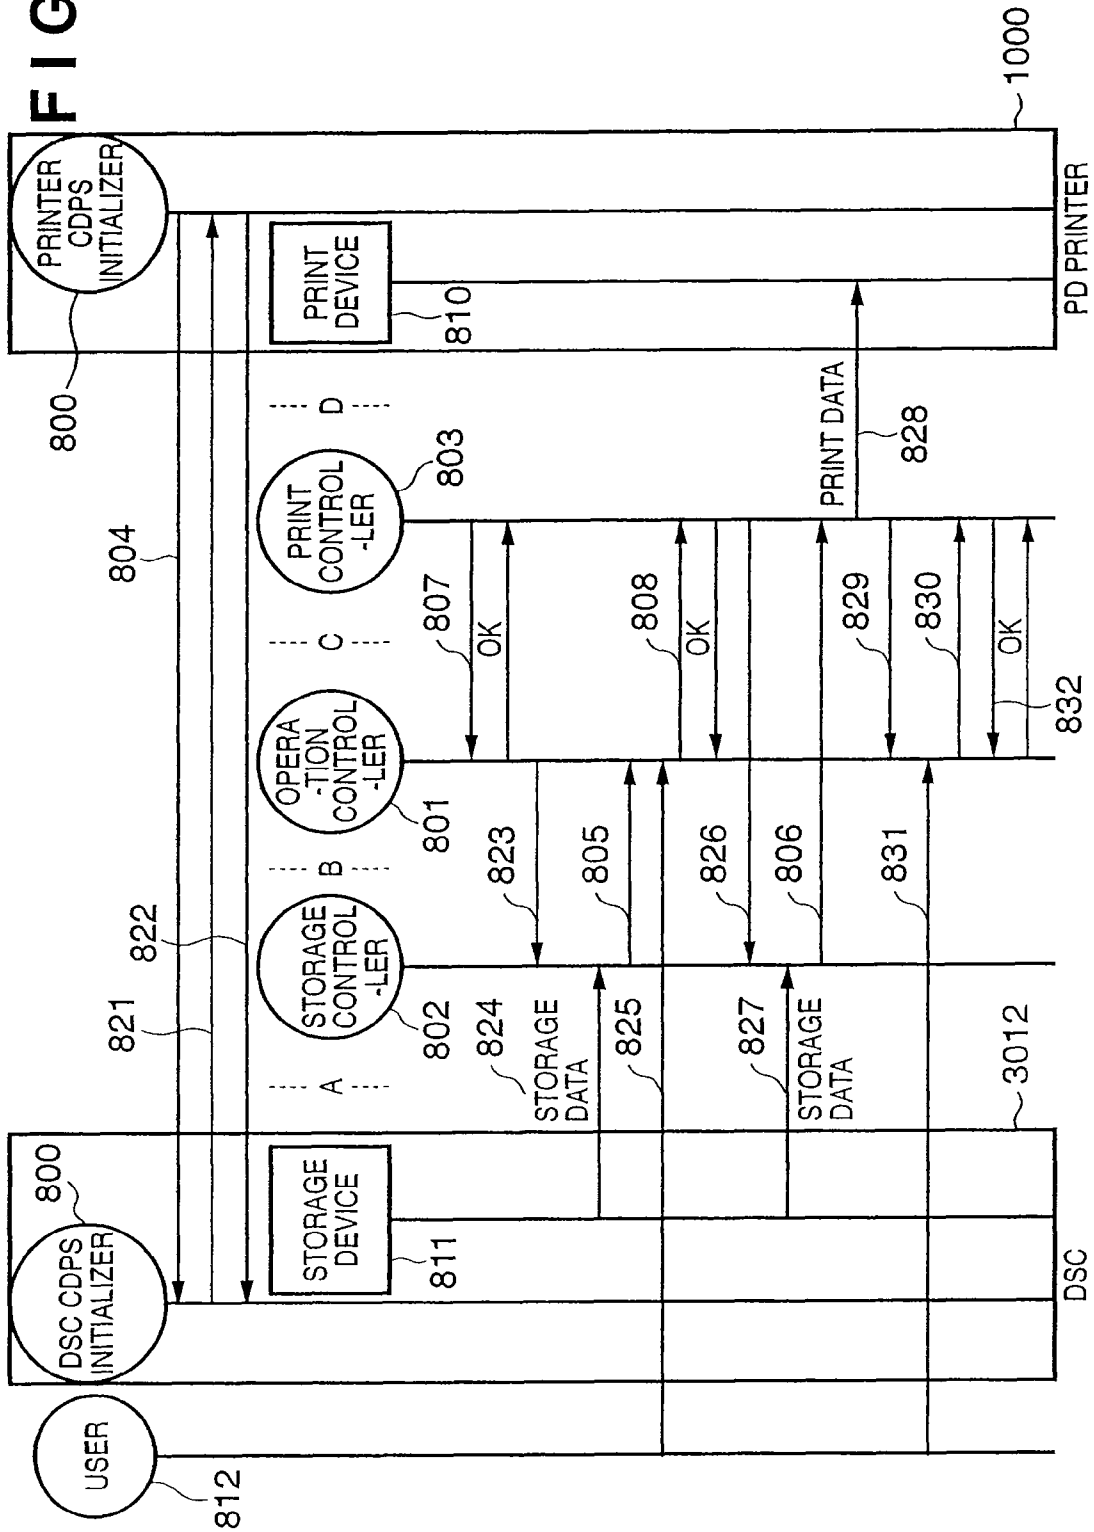 FIG
USER
812
DSC CDPS
INITIALIZER
800
PRINTER
CDPS
INITIALIZER
800
804
821
822
STORAGE
DEVICE
811
A
STORAGE
CONTROL
-LER
802
B
OPERA
-TION
CONTROL
-LER
801
C
PRINT
CONTROL
-LER
803
D
PRINT
DEVICE
810
807
OK
823
824
STORAGE
DATA
805
825
808
OK
826
827
STORAGE
DATA
806
PRINT DATA
828
829
831
830
OK
832
3012
DSC
1000
PD PRINTER